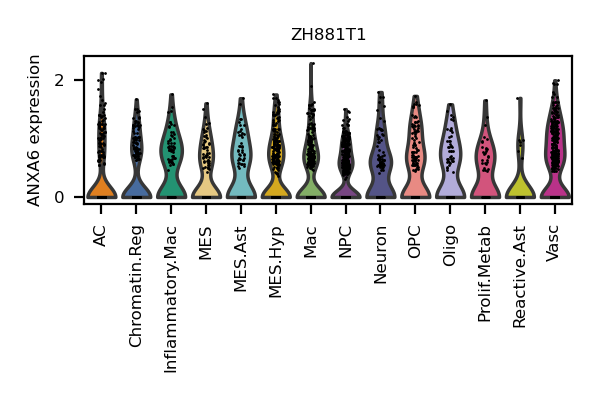 ZH881T1
ANXA6 expression
2
0
AC
Chromatin.Reg
Inflammatory.Mac
MES
MES.Ast
MES.Hyp
Mac
NPC
Neuron
OPC
Oligo
Prolif.Metab
Reactive.Ast
Vasc